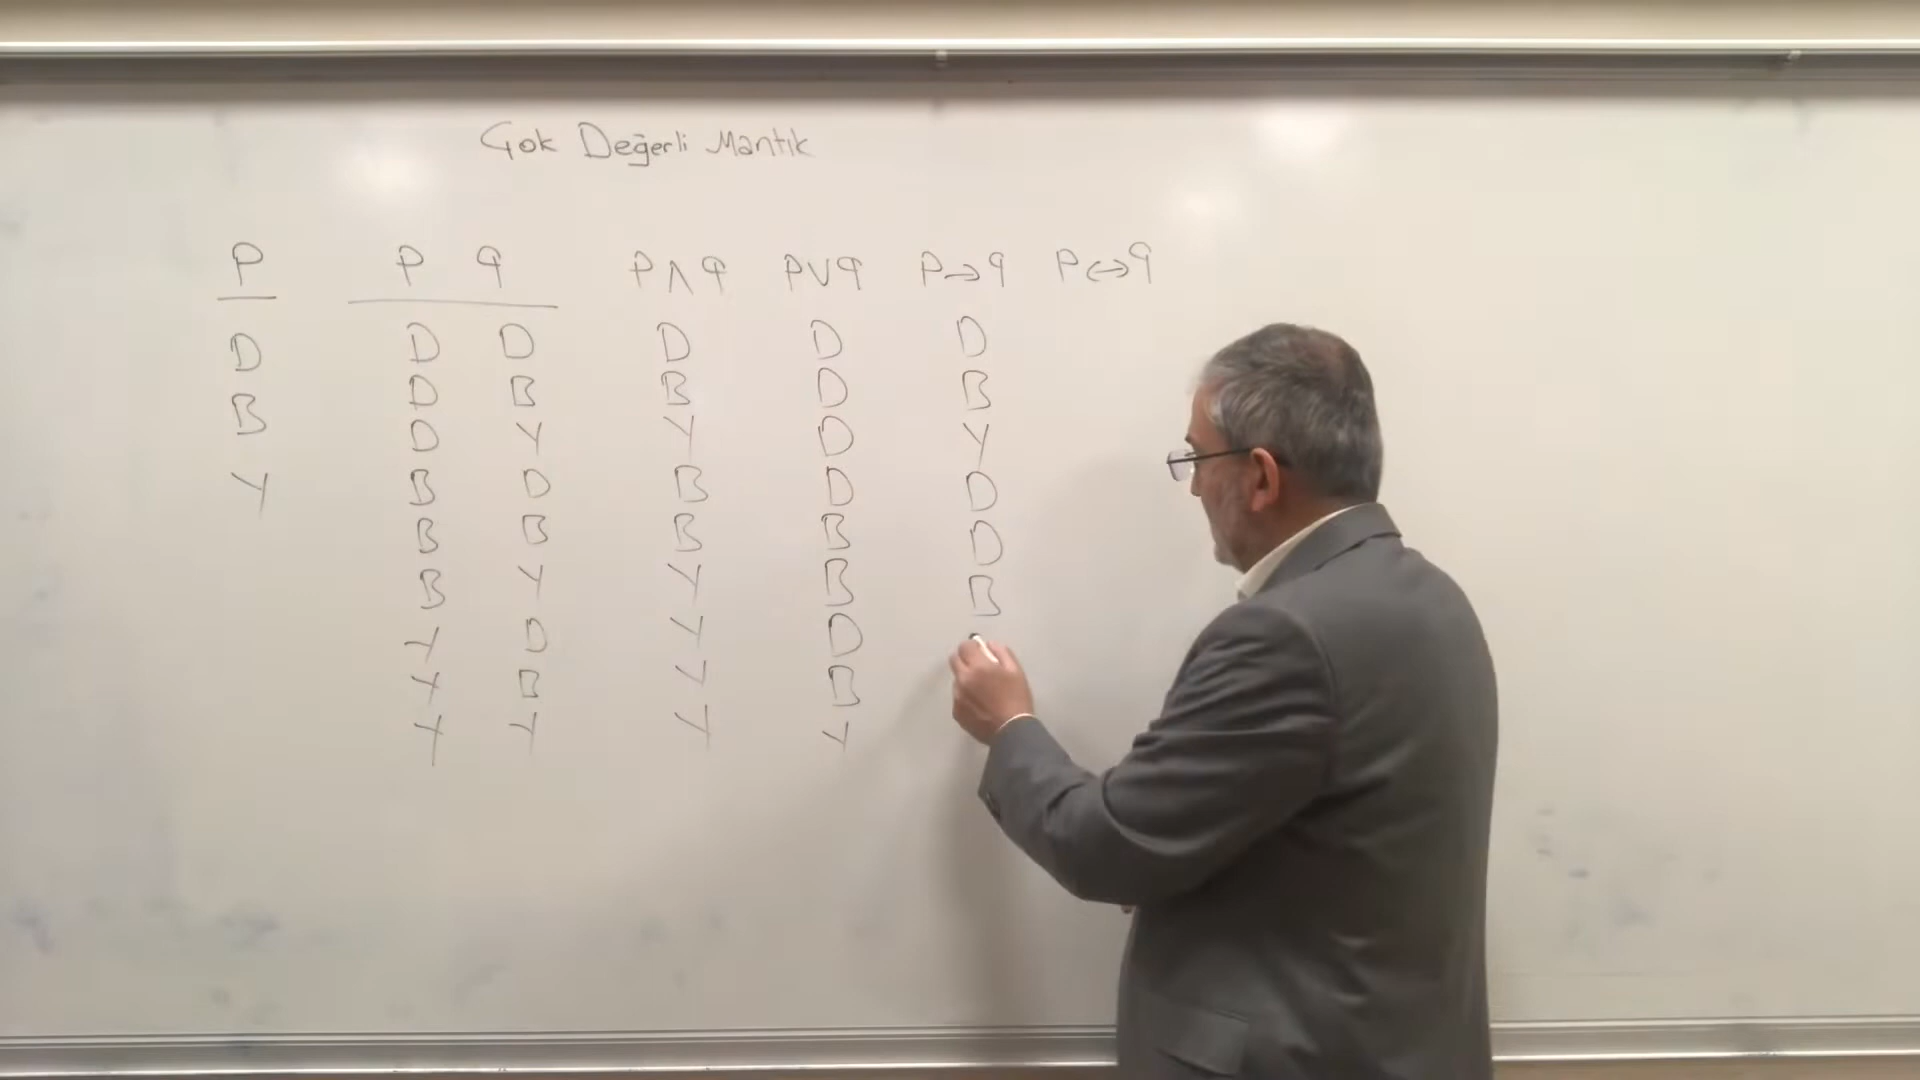 Çok Değerli Mantık
P P q P∧q P∨q P→q P↔q
D D D D D D
B D B B D B
D Y Y D Y
Y B D B D D
B B B B D
B Y Y B B
Y D Y D
Y B Y B
Y Y Y Y